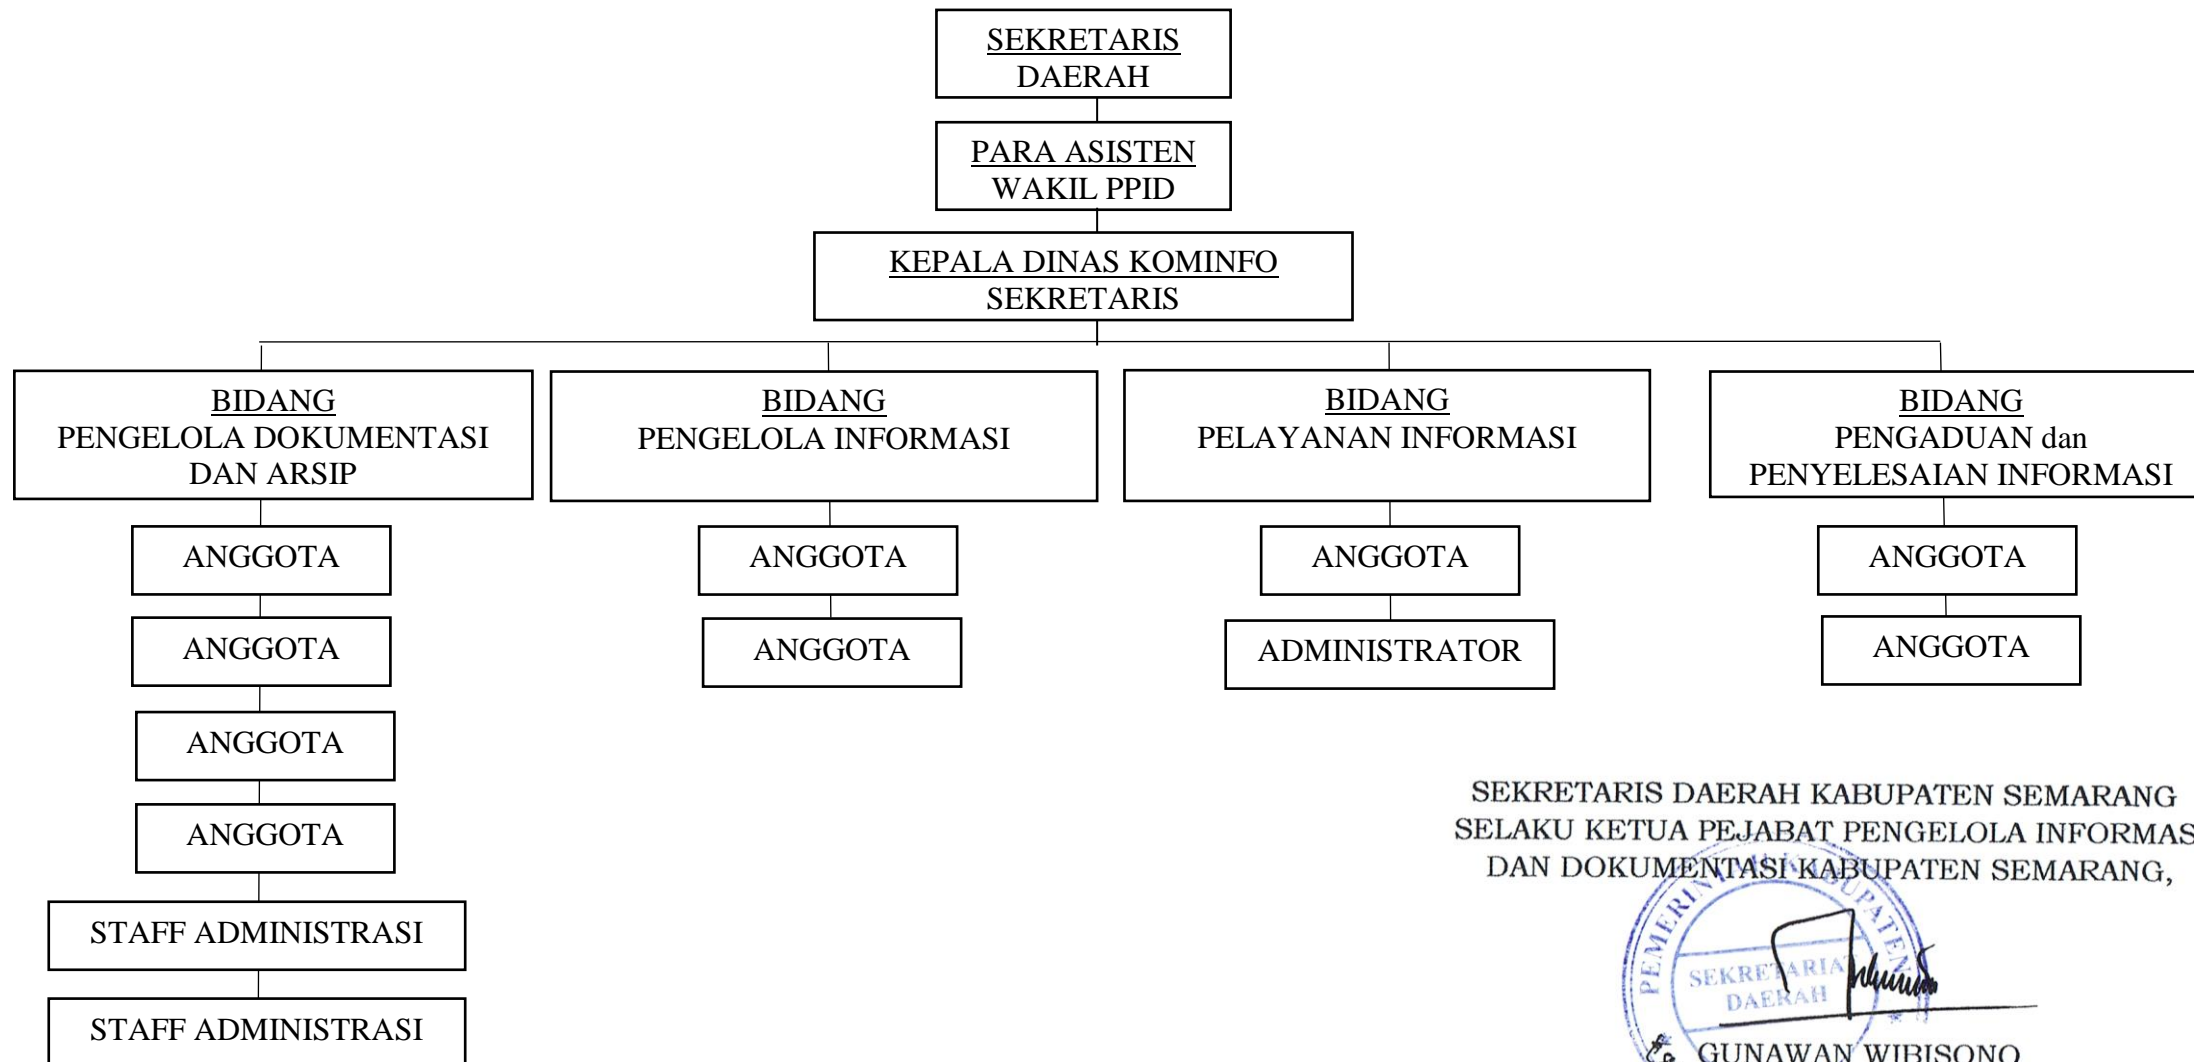 SEKRETARIS
DAERAH
PARA ASISTEN
WAKIL PPID
KEPALA DINAS KOMINFO
SEKRETARIS
BIDANG
PENGELOLA DOKUMENTASI
DAN ARSIP
BIDANG
PENGELOLA INFORMASI
BIDANG
PELAYANAN INFORMASI
BIDANG
PENGADUAN dan
PENYELESAIAN INFORMASI
ANGGOTA
ANGGOTA
ANGGOTA
ANGGOTA
ANGGOTA
ANGGOTA
ADMINISTRATOR
ANGGOTA
ANGGOTA
ANGGOTA
STAFF ADMINISTRASI
STAFF ADMINISTRASI
SEKRETARIS DAERAH KABUPATEN SEMARANG
SELAKU KETUA PEJABAT PENGELOLA INFORMAS
DAN DOKUMENTASI KABUPATEN SEMARANG,
PEMERINTAH KABUPATEN
SEKRETARIAT
DAERAH
GUNAWAN WIBISONO